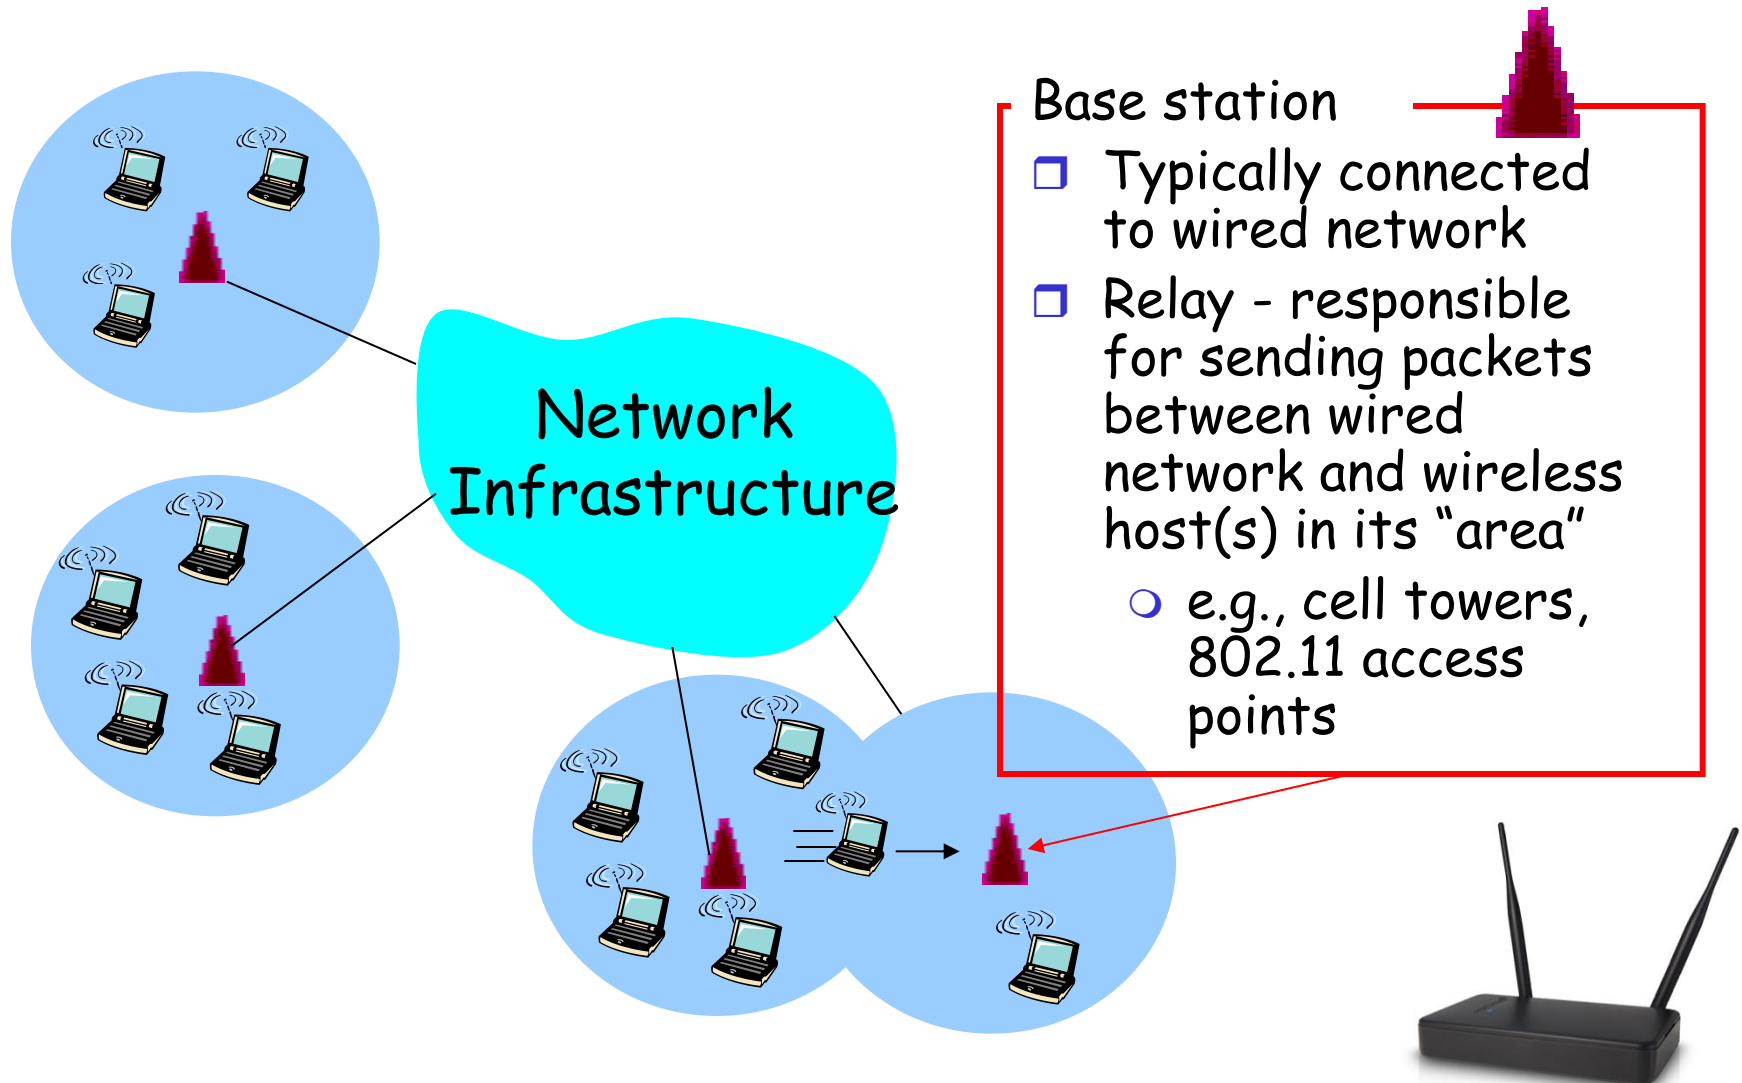 Network
Infrastructure
Base station
Typically connected
to wired network
Relay - responsible
for sending packets
between wired
network and wireless
host(s) in its “area”
e.g., cell towers,
802.11 access
points